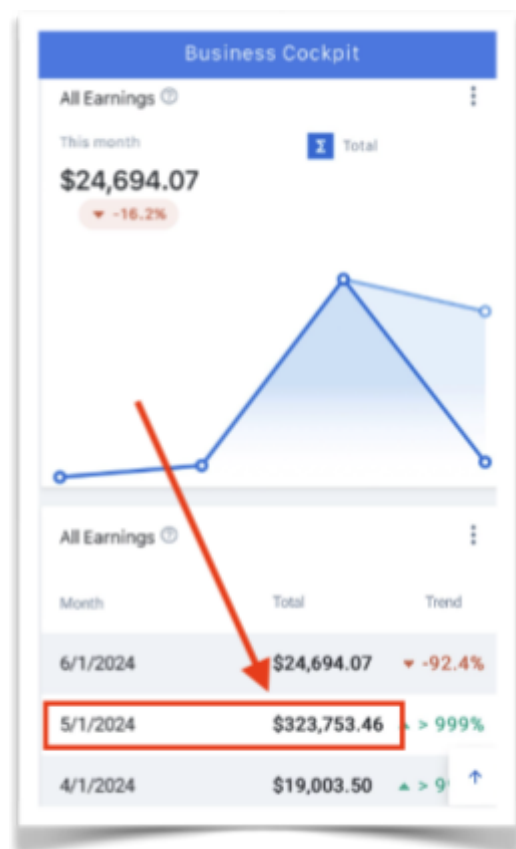 Business Cockpit
All Earnings ?
This month
$24,694.07
▼ -16.2%
Σ Total
All Earnings ?
Month Total Trend
6/1/2024 $24,694.07 ▼ -92.4%
5/1/2024 $323,753.46 ▲ > 999%
4/1/2024 $19,003.50 ▲ > 9